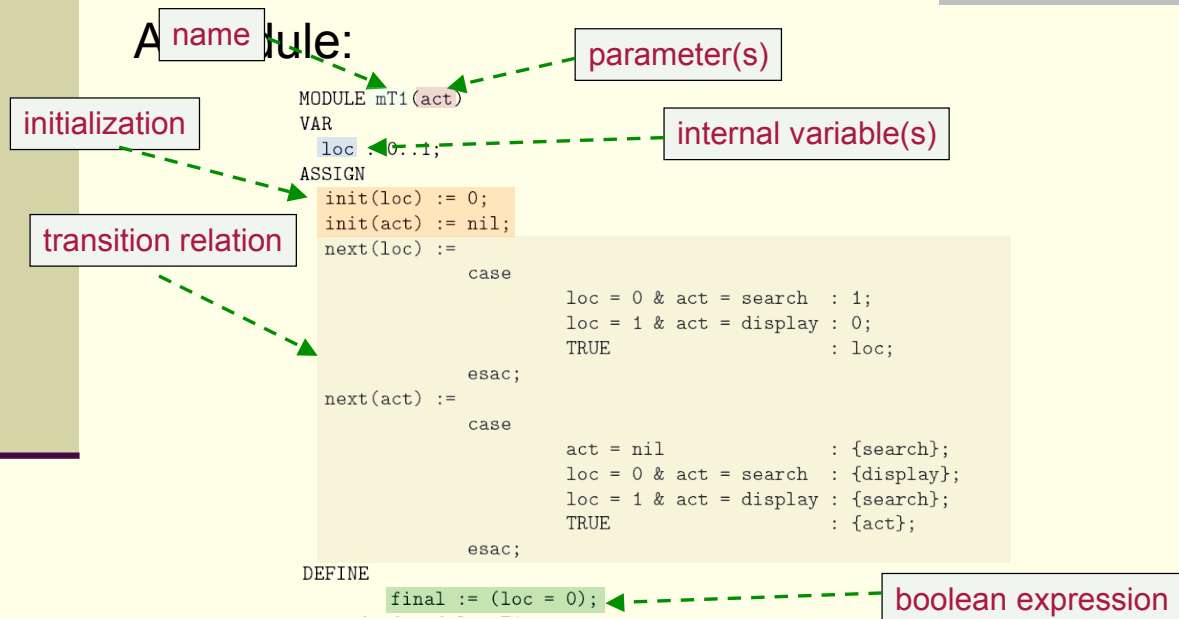 A dule:
name
parameter(s)
MODULE mT1(act)
initialization
VAR
internal variable(s)
loc : 0..1;
ASSIGN
init(loc) := 0;
init(act) := nil;
transition relation
next(loc) :=
case
loc = 0 & act = search : 1;
loc = 1 & act = display : 0;
TRUE : loc;
esac;
next(act) :=
case
act = nil : {search};
loc = 0 & act = search : {display};
loc = 1 & act = display : {search};
TRUE : {act};
esac;
DEFINE
final := (loc = 0);
boolean expression